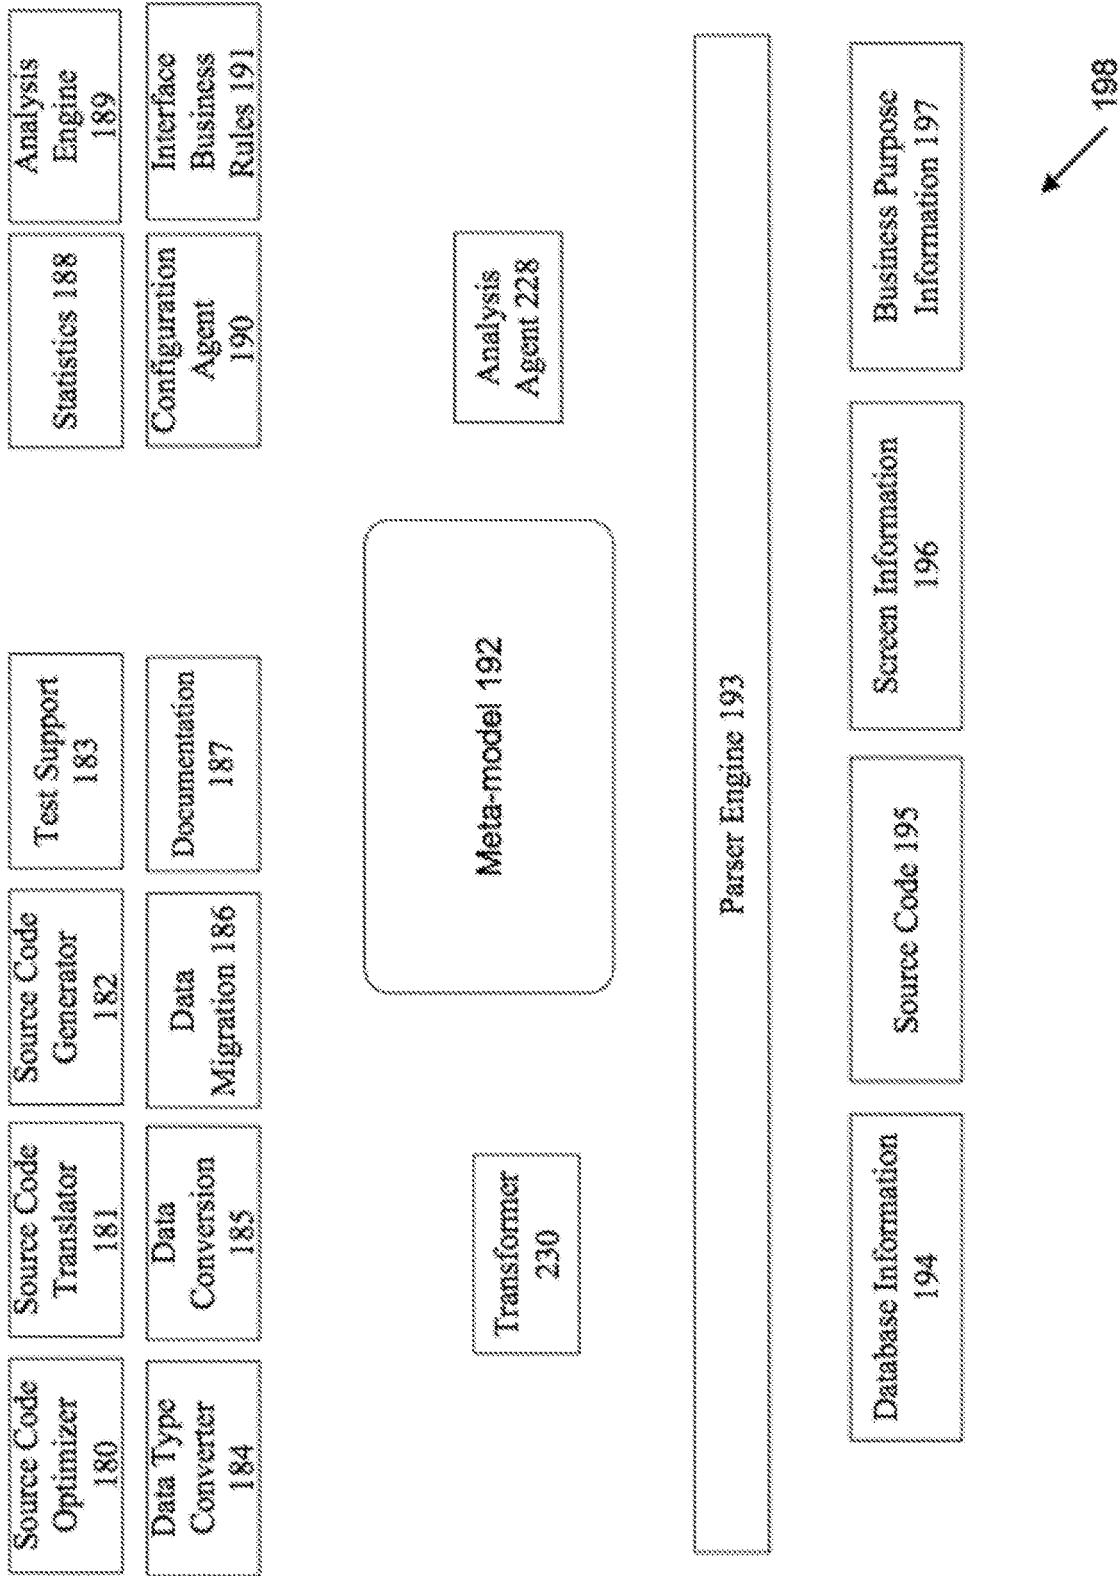 Source Code
Optimizer
180
Source Code
Translator
181
Source Code
Generator
182
Test Support
183
Statistics 188
Analysis
Engine
189
Data Type
Converter
184
Data
Conversion
185
Data
Migration 186
Documentation
187
Configuration
Agent
190
Interface
Business
Rules 191
Transformer
230
Meta-model 192
Analysis
Agent 228
Parser Engine 193
Database Information
194
Source Code 195
Screen Information
196
Business Purpose
Information 197
198